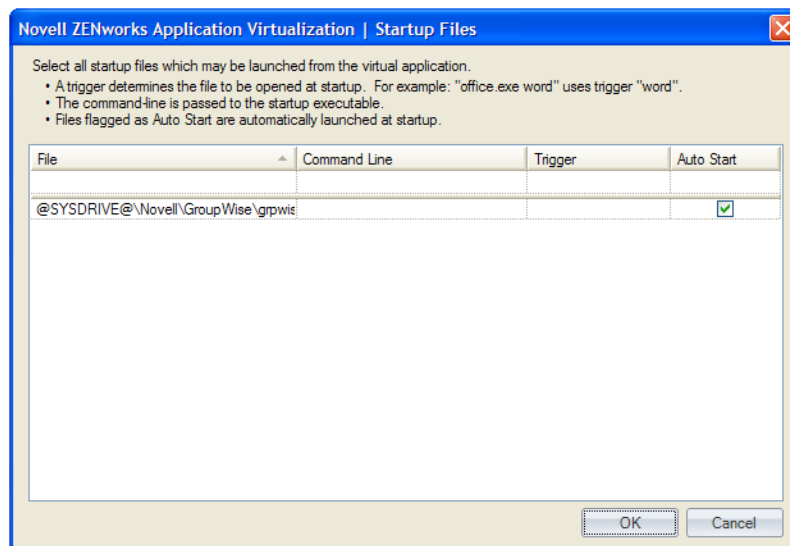 Novell ZENworks Application Virtualization | Startup Files
Select all startup files which may be launched from the virtual application.
• A trigger determines the file to be opened at startup. For example: "office.exe word" uses trigger "word".
• The command-line is passed to the startup executable.
• Files flagged as Auto Start are automatically launched at startup.
File Command Line Trigger Auto Start
@SYSDRIVE@\Novell\GroupWise\grpwis
OK Cancel